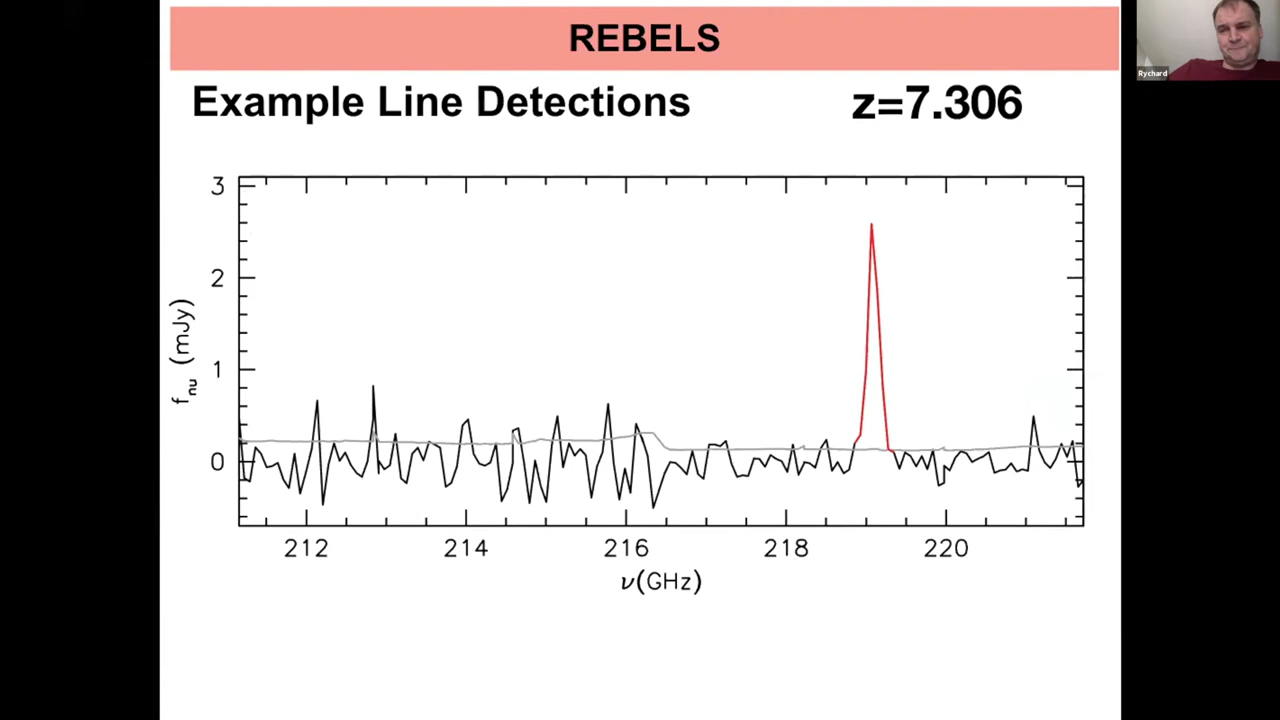 REBELS
Rychard
Example Line Detections z=7.306
3
2
1
0
f_nu (mJy)
212 214 216 218 220
ν(GHz)